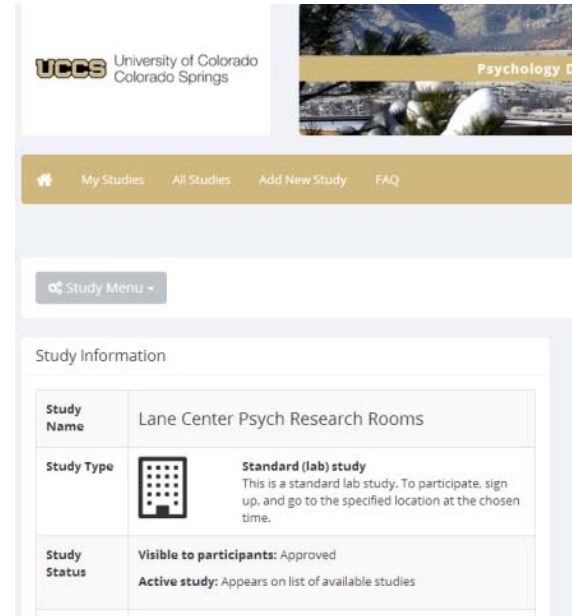 UCCS University of Colorado
Colorado Springs
Psychology D
My Studies All Studies Add New Study FAQ
Study Menu
Study Information
Study Name
Lane Center Psych Research Rooms
Study Type
Standard (lab) study
This is a standard lab study. To participate, sign
up, and go to the specified location at the chosen
time.
Study Status
Visible to participants: Approved
Active study: Appears on list of available studies